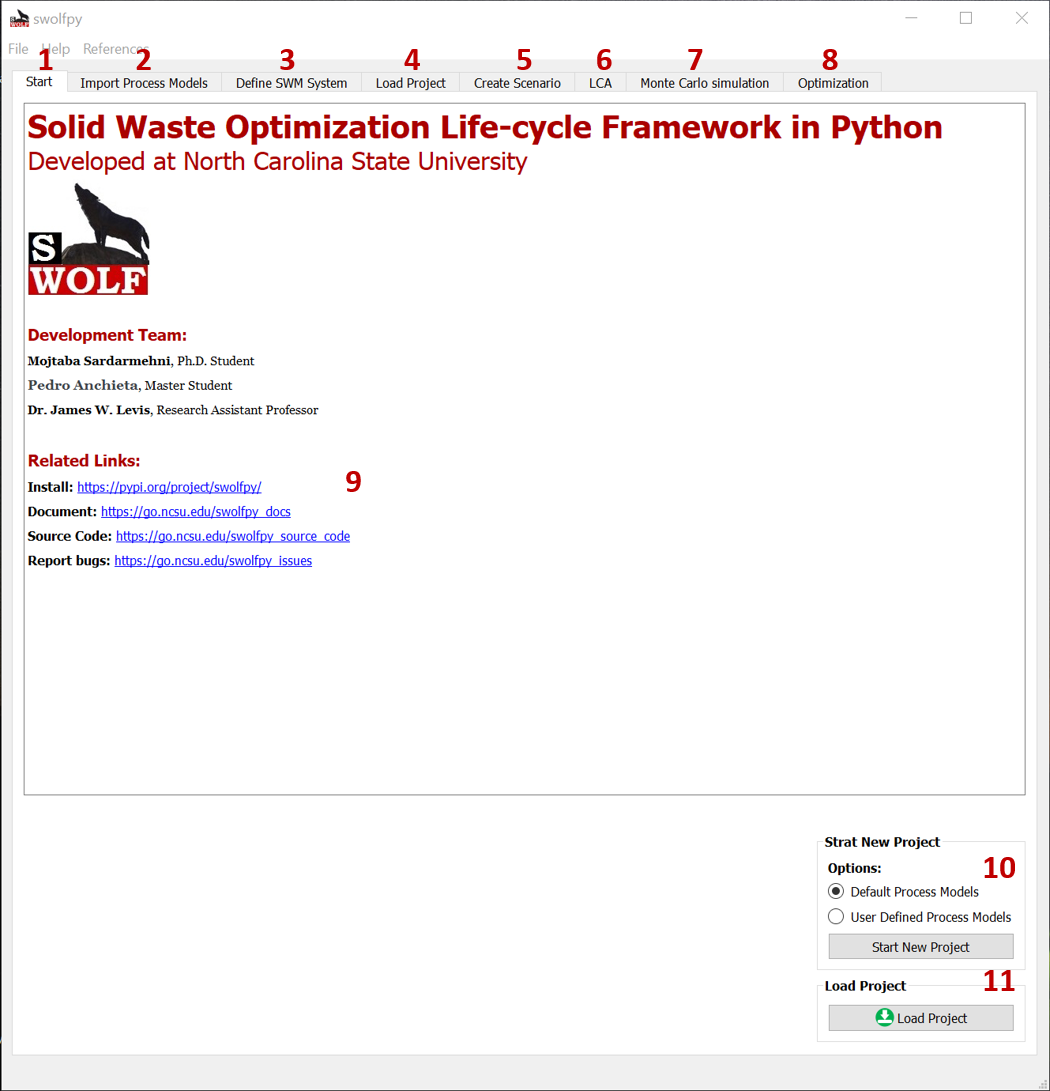 swolfpy
File Help References
1 2 3 4 5 6 7 8
Start Import Process Models Define SWM System Load Project Create Scenario LCA Monte Carlo simulation Optimization
Solid Waste Optimization Life-cycle Framework in Python
Developed at North Carolina State University
S
WOLF
Development Team:
Mojtaba Sardarmehni, Ph.D. Student
Pedro Anchieta, Master Student
Dr. James W. Levis, Research Assistant Professor
Related Links:
9
Install: https://pypi.org/project/swolfpy/
Document: https://go.ncsu.edu/swolfpy_docs
Source Code: https://go.ncsu.edu/swolfpy_source_code
Report bugs: https://go.ncsu.edu/swolfpy_issues
Strat New Project
Options: 10
Default Process Models
User Defined Process Models
Start New Project
Load Project 11
Load Project